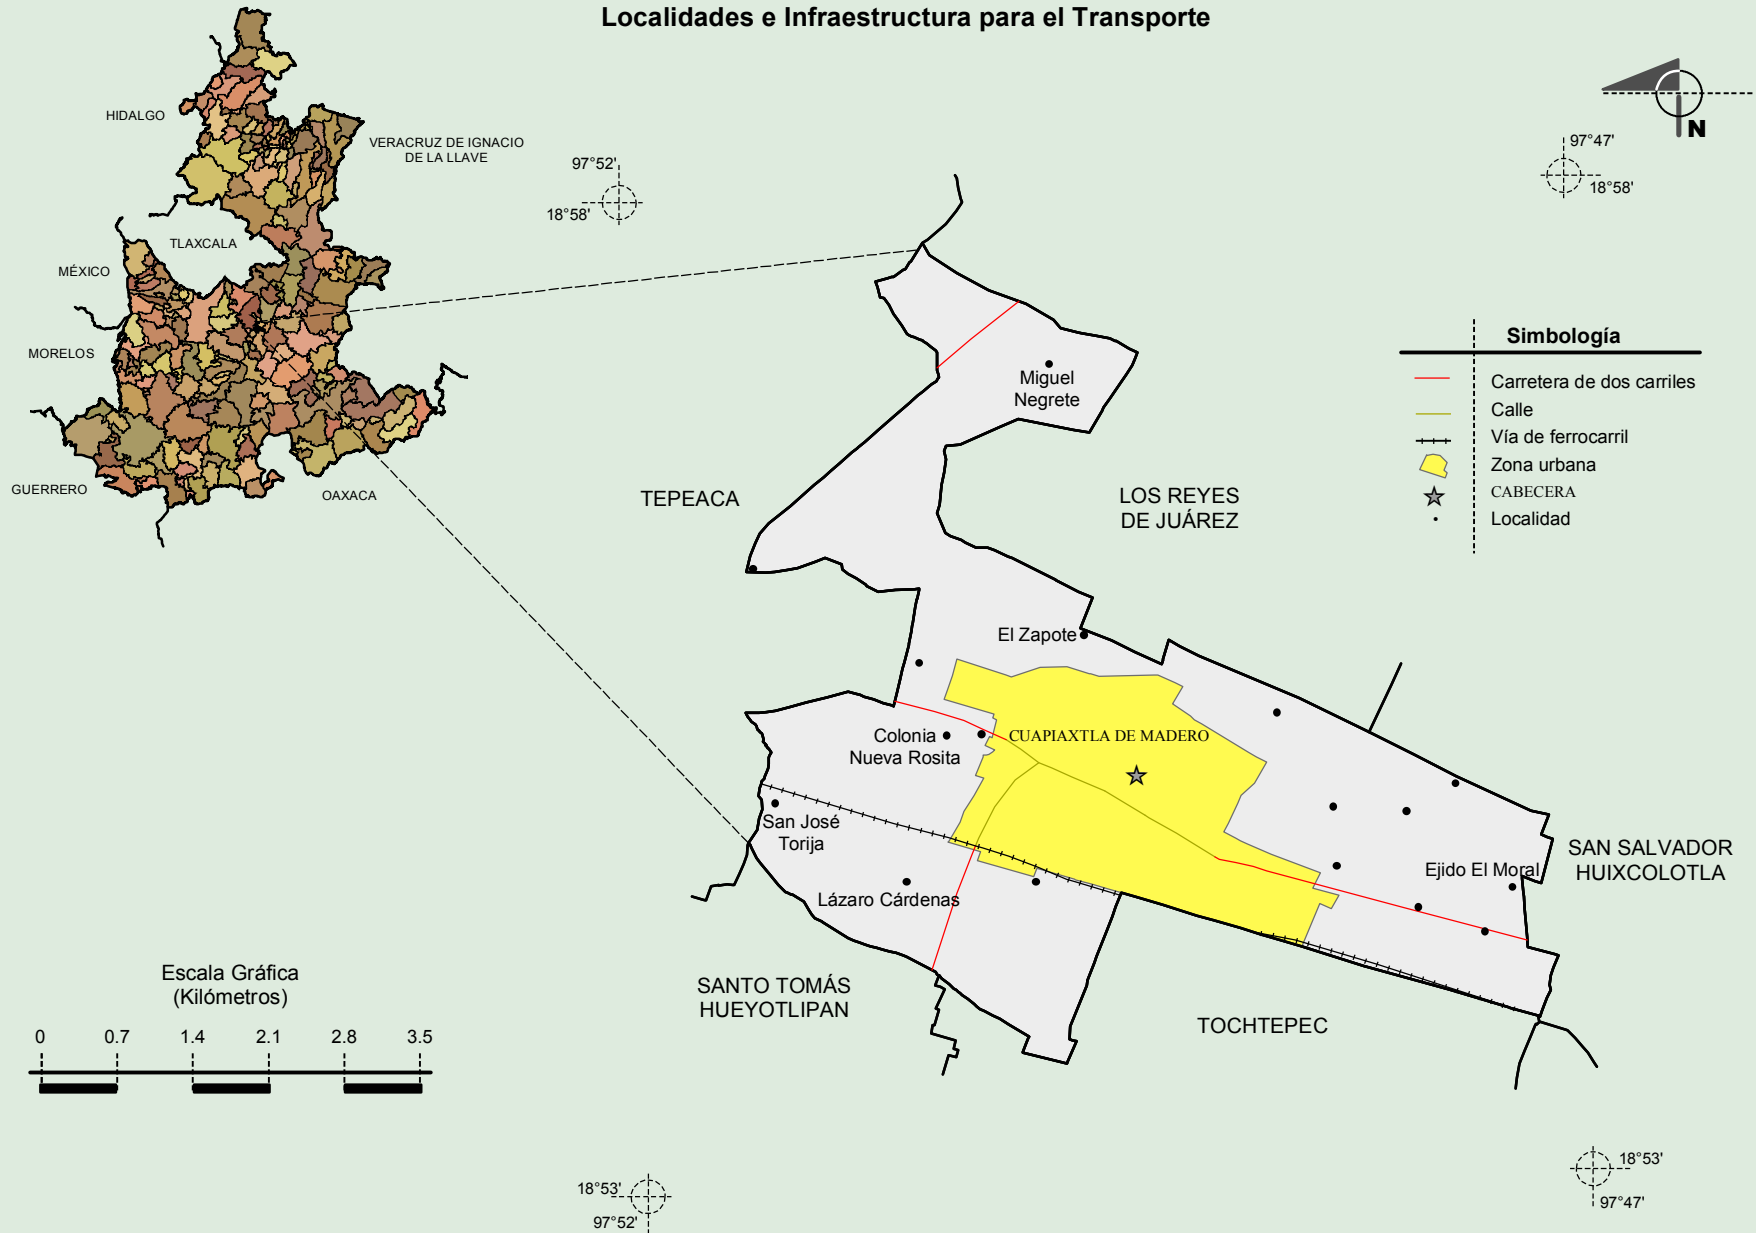 Localidades e Infraestructura para el Transporte
HIDALGO
VERACRUZ DE IGNACIO
DE LA LLAVE
TLAXCALA
MÉXICO
MORELOS
GUERRERO
OAXACA
97°52'
18°58'
97°47'
18°58'
N
Simbología
Carretera de dos carriles
Calle
Vía de ferrocarril
Zona urbana
CABECERA
Localidad
Miguel
Negrete
TEPEACA
LOS REYES
DE JUÁREZ
El Zapote
Colonia
Nueva Rosita
CUAPIAXTLA DE MADERO
San José
Torija
Lázaro Cárdenas
Ejido El Moral
SAN SALVADOR
HUIXCOLOTLA
SANTO TOMÁS
HUEYOTLIPAN
TOCHTEPEC
Escala Gráfica
(Kilómetros)
0 0.7 1.4 2.1 2.8 3.5
18°53'
97°52'
18°53'
97°47'